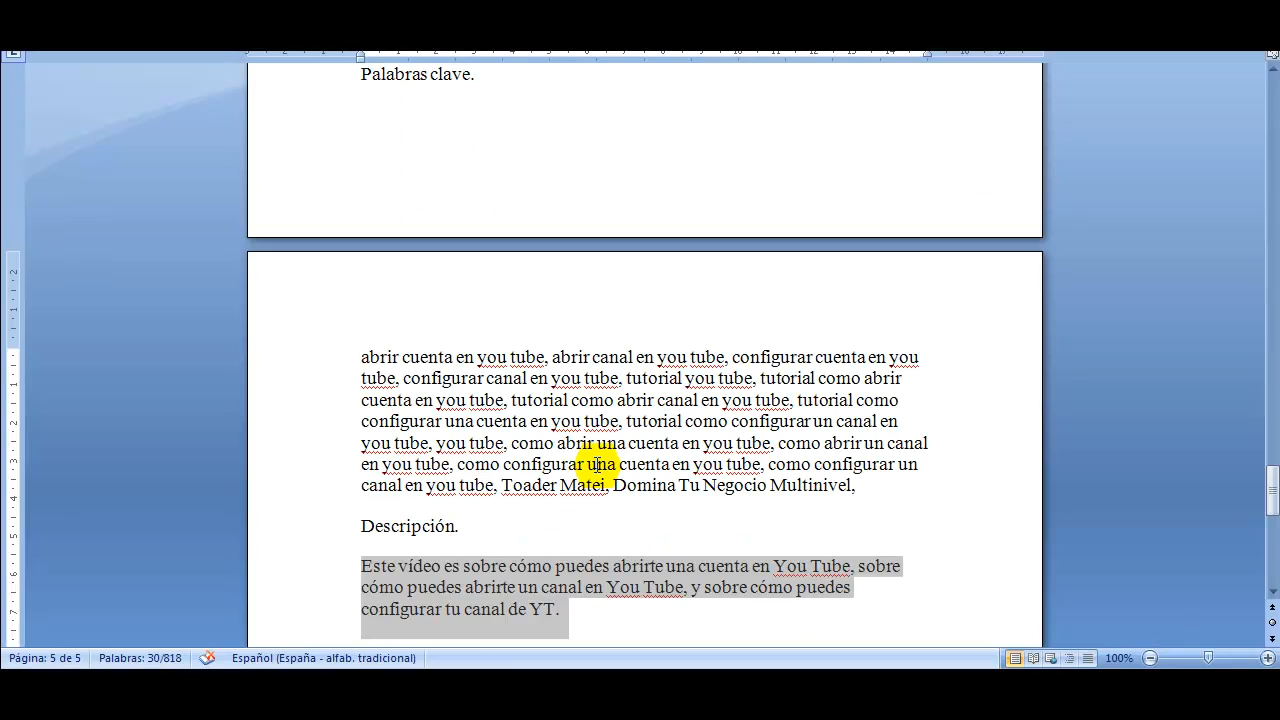 Palabras clave.
abrir cuenta en you tube, abrir canal en you tube, configurar cuenta en you
tube, configurar canal en you tube, tutorial you tube, tutorial como abrir
cuenta en you tube, tutorial como abrir canal en you tube, tutorial como
configurar una cuenta en you tube, tutorial como configurar un canal en
you tube, you tube, como abrir una cuenta en you tube, como abrir un canal
en you tube, como configurar una cuenta en you tube, como configurar un
canal en you tube, Toader Matei, Domina Tu Negocio Multinivel,
Descripción.
Este vídeo es sobre cómo puedes abrirte una cuenta en You Tube, sobre
cómo puedes abrirte un canal en You Tube, y sobre cómo puedes
configurar tu canal de YT.
Página: 5 de 5 Palabras: 30/818 Español (España - alfab. tradicional) 100%